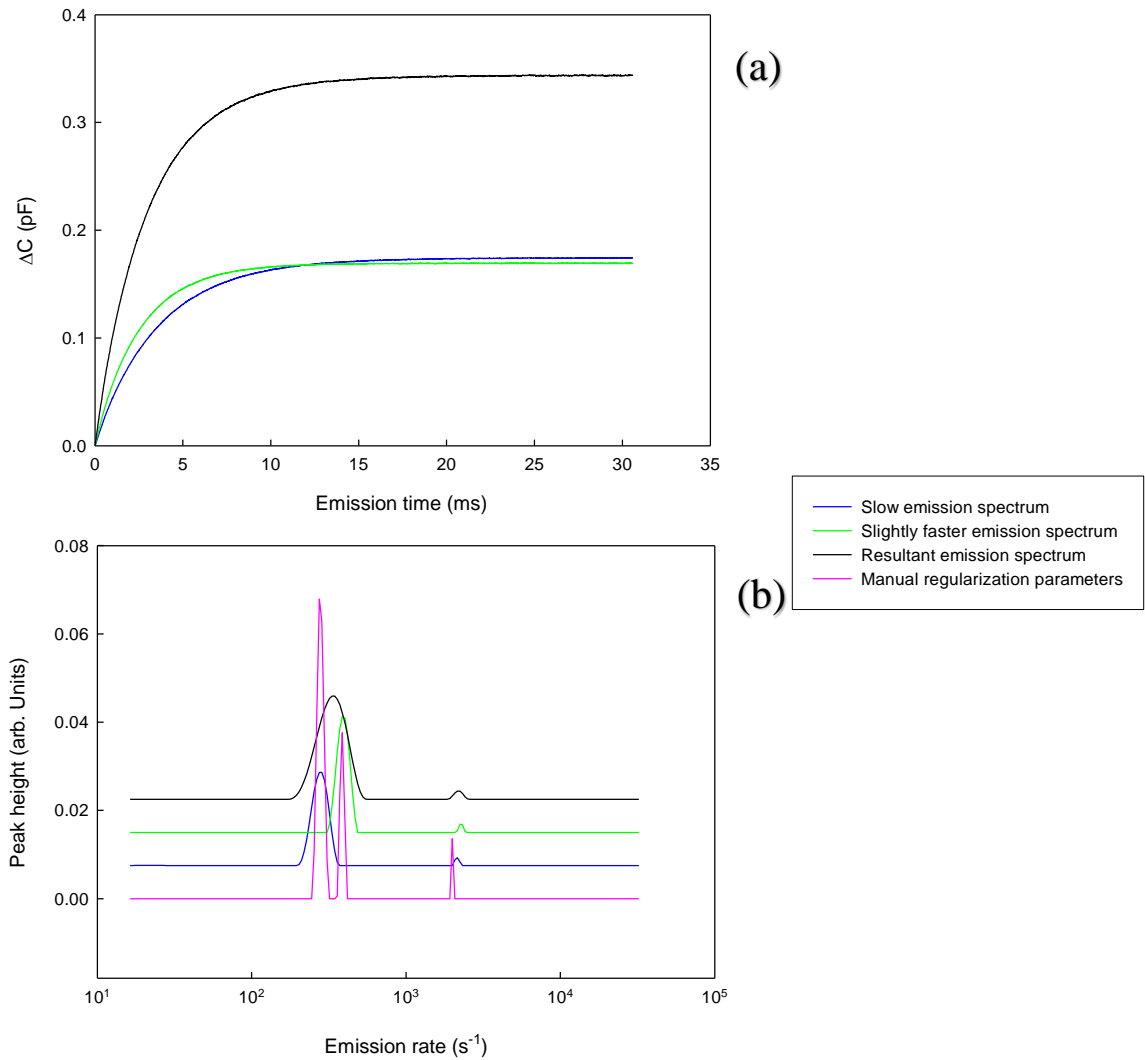 0.4
0.3
0.2
0.1
0.0
ΔC (pF)
0 5 10 15 20 25 30 35
Emission time (ms)
(a)
Slow emission spectrum
Slightly faster emission spectrum
Resultant emission spectrum
Manual regularization parameters
0.08
0.06
0.04
0.02
0.00
Peak height (arb. Units)
10¹ 10² 10³ 10⁴ 10⁵
Emission rate (s⁻¹)
(b)